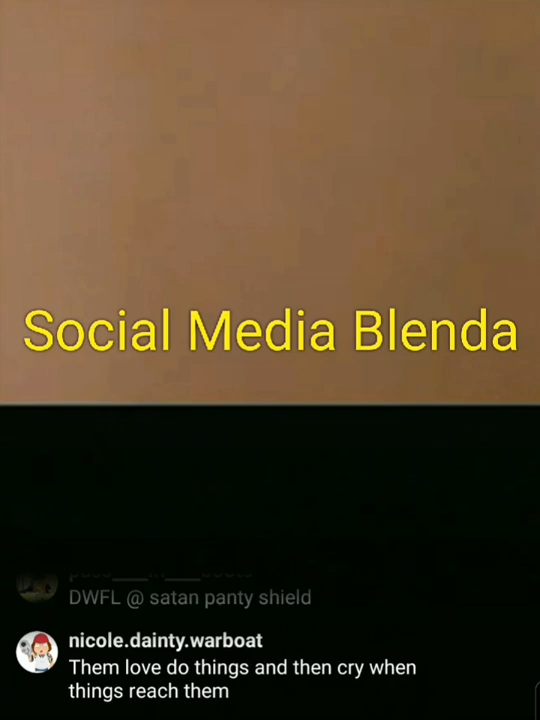 Social Media Blenda
DWFL @ satan panty shield
nicole.dainty.warboat
Them love do things and then cry when
things reach them